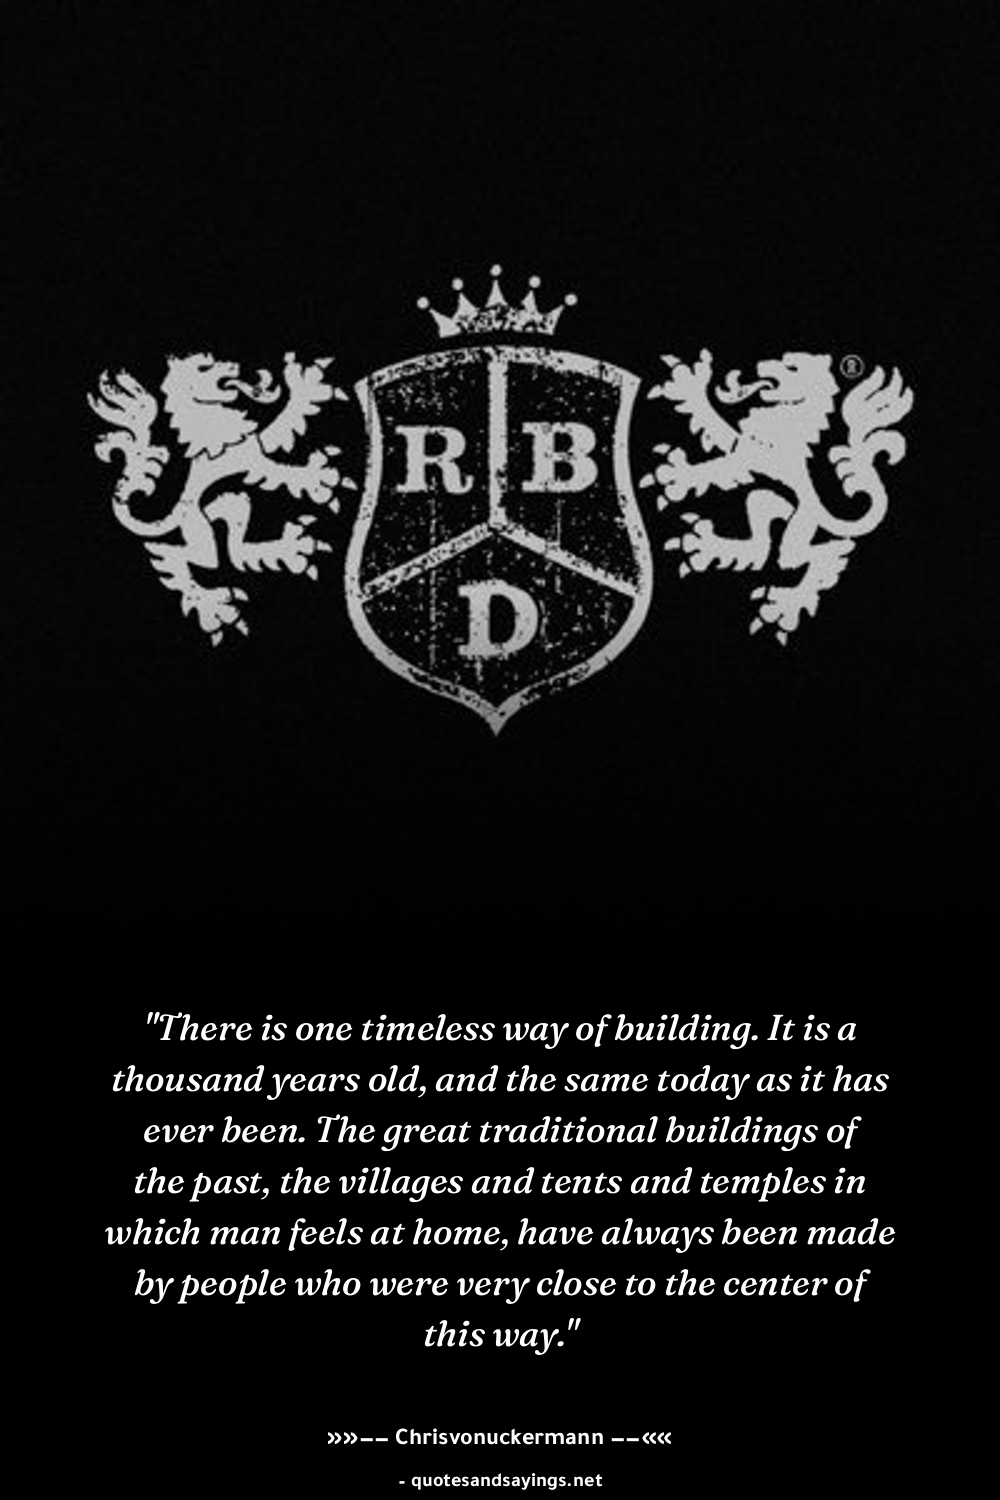 ®
R B
D
"There is one timeless way of building. It is a
thousand years old, and the same today as it has
ever been. The great traditional buildings of
the past, the villages and tents and temples in
which man feels at home, have always been made
by people who were very close to the center of
this way."
»»–– Chrisvonuckermann ––««
- quotesandsayings.net